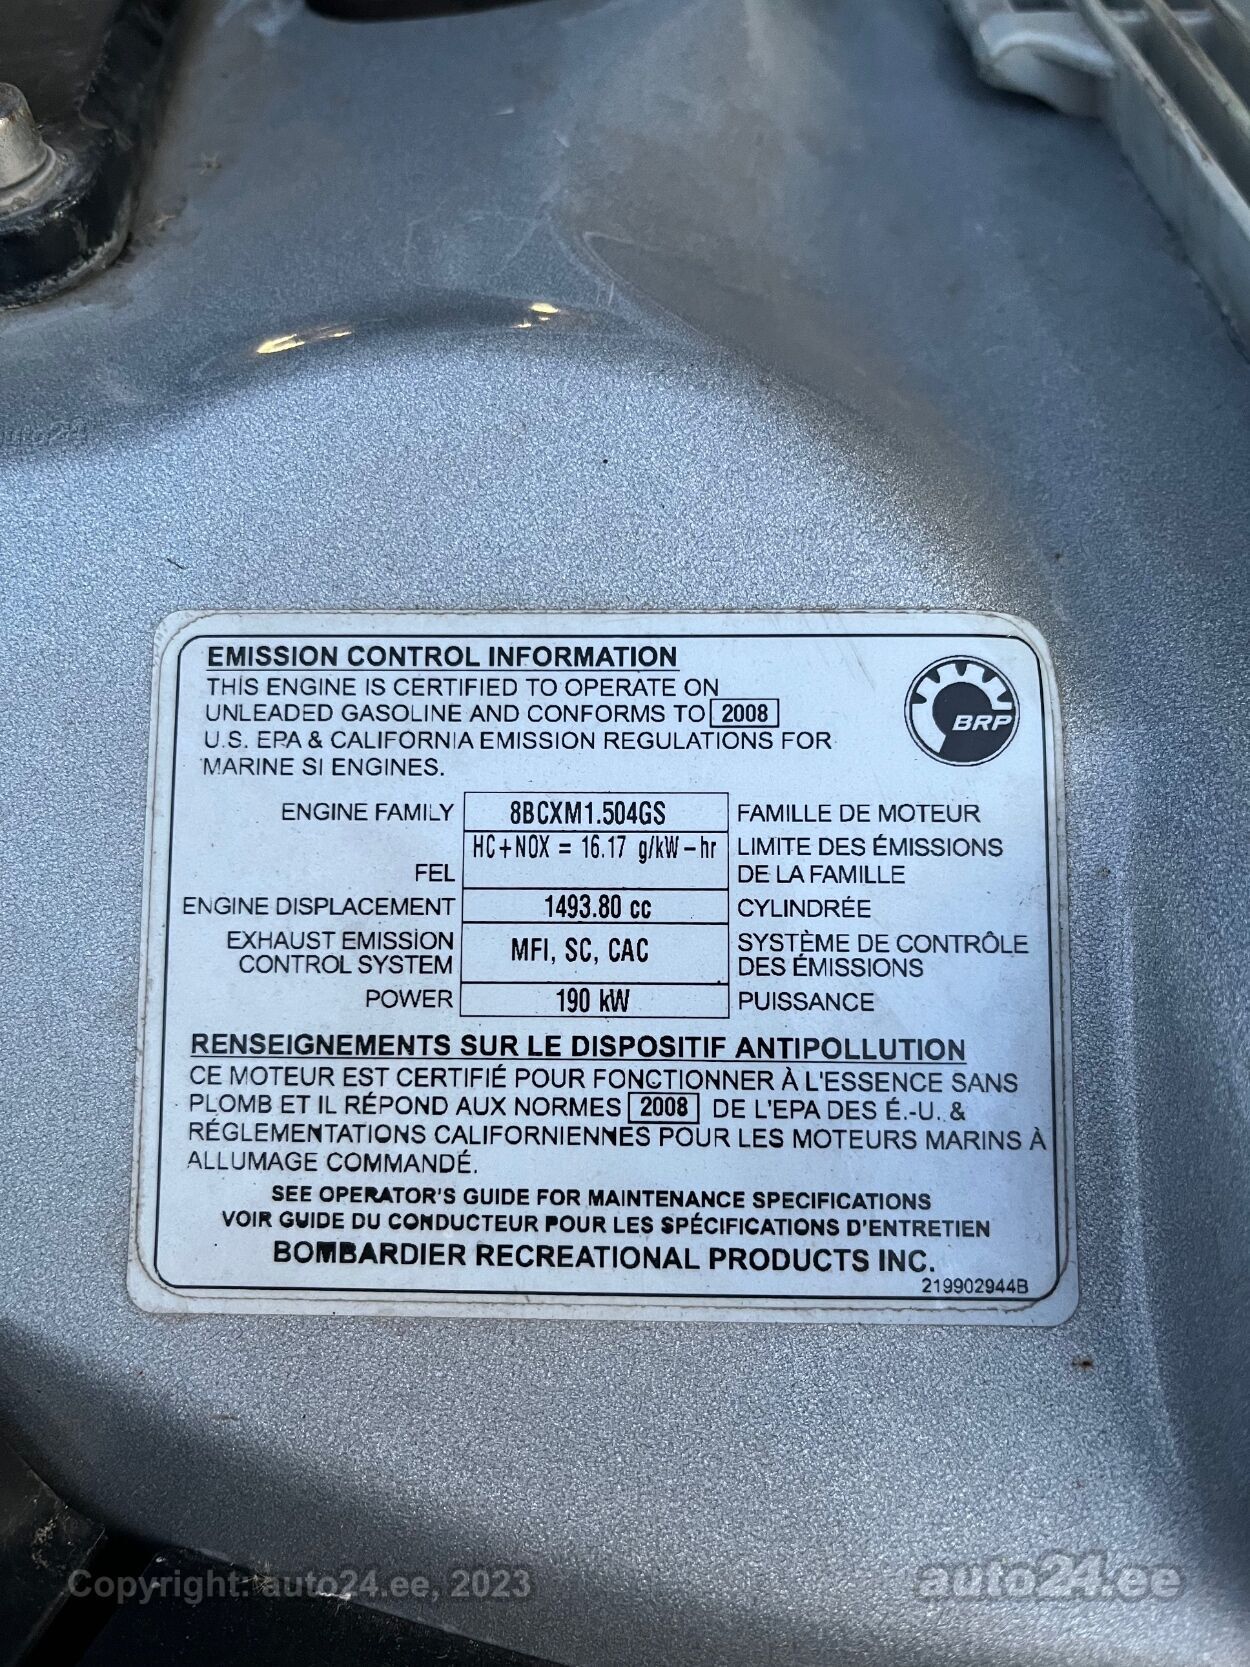 auto24
EMISSION CONTROL INFORMATION
THIS ENGINE IS CERTIFIED TO OPERATE ON
UNLEADED GASOLINE AND CONFORMS TO 2008
U.S. EPA & CALIFORNIA EMISSION REGULATIONS FOR
MARINE SI ENGINES.
BRP
ENGINE FAMILY 8BCXM1.504GS FAMILLE DE MOTEUR
HC+NOX = 16.17 g/kW-hr LIMITE DES ÉMISSIONS
FEL DE LA FAMILLE
ENGINE DISPLACEMENT 1493.80 cc CYLINDRÉE
EXHAUST EMISSION MFI, SC, CAC SYSTÈME DE CONTRÔLE
CONTROL SYSTEM DES ÉMISSIONS
POWER 190 kW PUISSANCE
RENSEIGNEMENTS SUR LE DISPOSITIF ANTIPOLLUTION
CE MOTEUR EST CERTIFIÉ POUR FONCTIONNER À L'ESSENCE SANS
PLOMB ET IL RÉPOND AUX NORMES 2008 DE L'EPA DES É.-U. &
RÉGLEMENTATIONS CALIFORNIENNES POUR LES MOTEURS MARINS À
ALLUMAGE COMMANDÉ.
SEE OPERATOR'S GUIDE FOR MAINTENANCE SPECIFICATIONS
VOIR GUIDE DU CONDUCTEUR POUR LES SPÉCIFICATIONS D'ENTRETIEN
BOMBARDIER RECREATIONAL PRODUCTS INC.
219902944B
Copyright: auto24.ee, 2023
auto24.ee